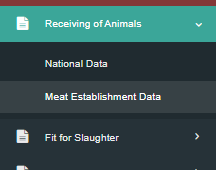 Receiving of Animals
National Data
Meat Establishment Data
Fit for Slaughter